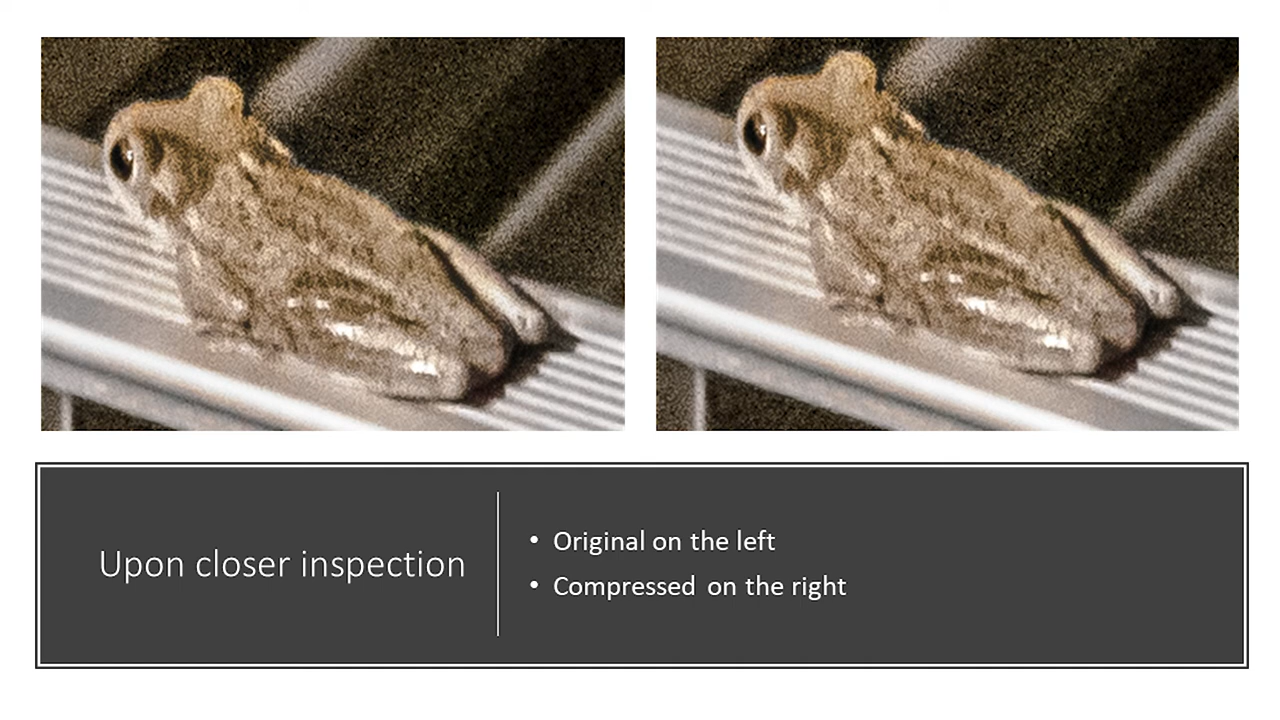 Upon closer inspection
• Original on the left
• Compressed on the right